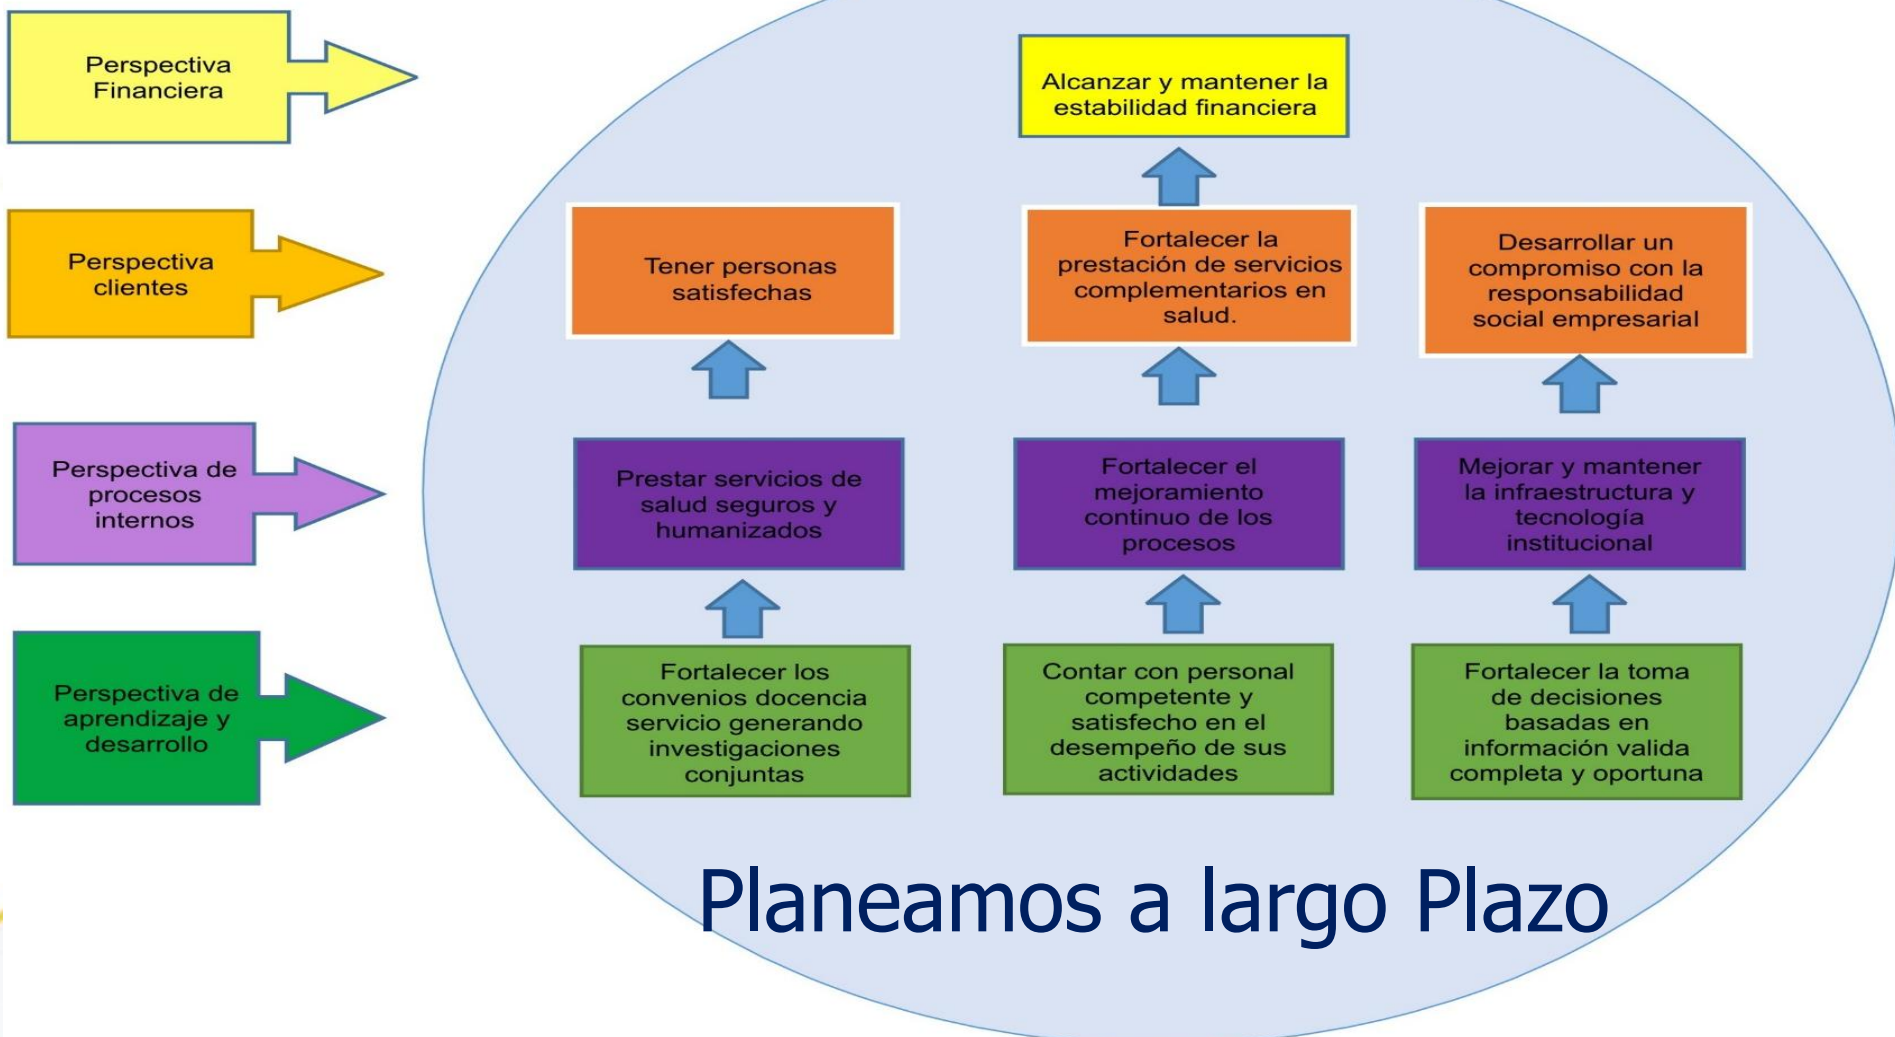 Perspectiva
Financiera
Alcanzar y mantener la
estabilidad financiera
Perspectiva
clientes
Tener personas
satisfechas
Fortalecer la
prestación de servicios
complementarios en
salud.
Desarrollar un
compromiso con la
responsabilidad
social empresarial
Perspectiva de
procesos
internos
Prestar servicios de
salud seguros y
humanizados
Fortalecer el
mejoramiento
continuo de los
procesos
Mejorar y mantener
la infraestructura y
tecnología
institucional
Perspectiva de
aprendizaje y
desarrollo
Fortalecer los
convenios docencia
servicio generando
investigaciones
conjuntas
Contar con personal
competente y
satisfecho en el
desempeño de sus
actividades
Fortalecer la toma
de decisiones
basadas en
información valida
completa y oportuna
Planeamos a largo Plazo